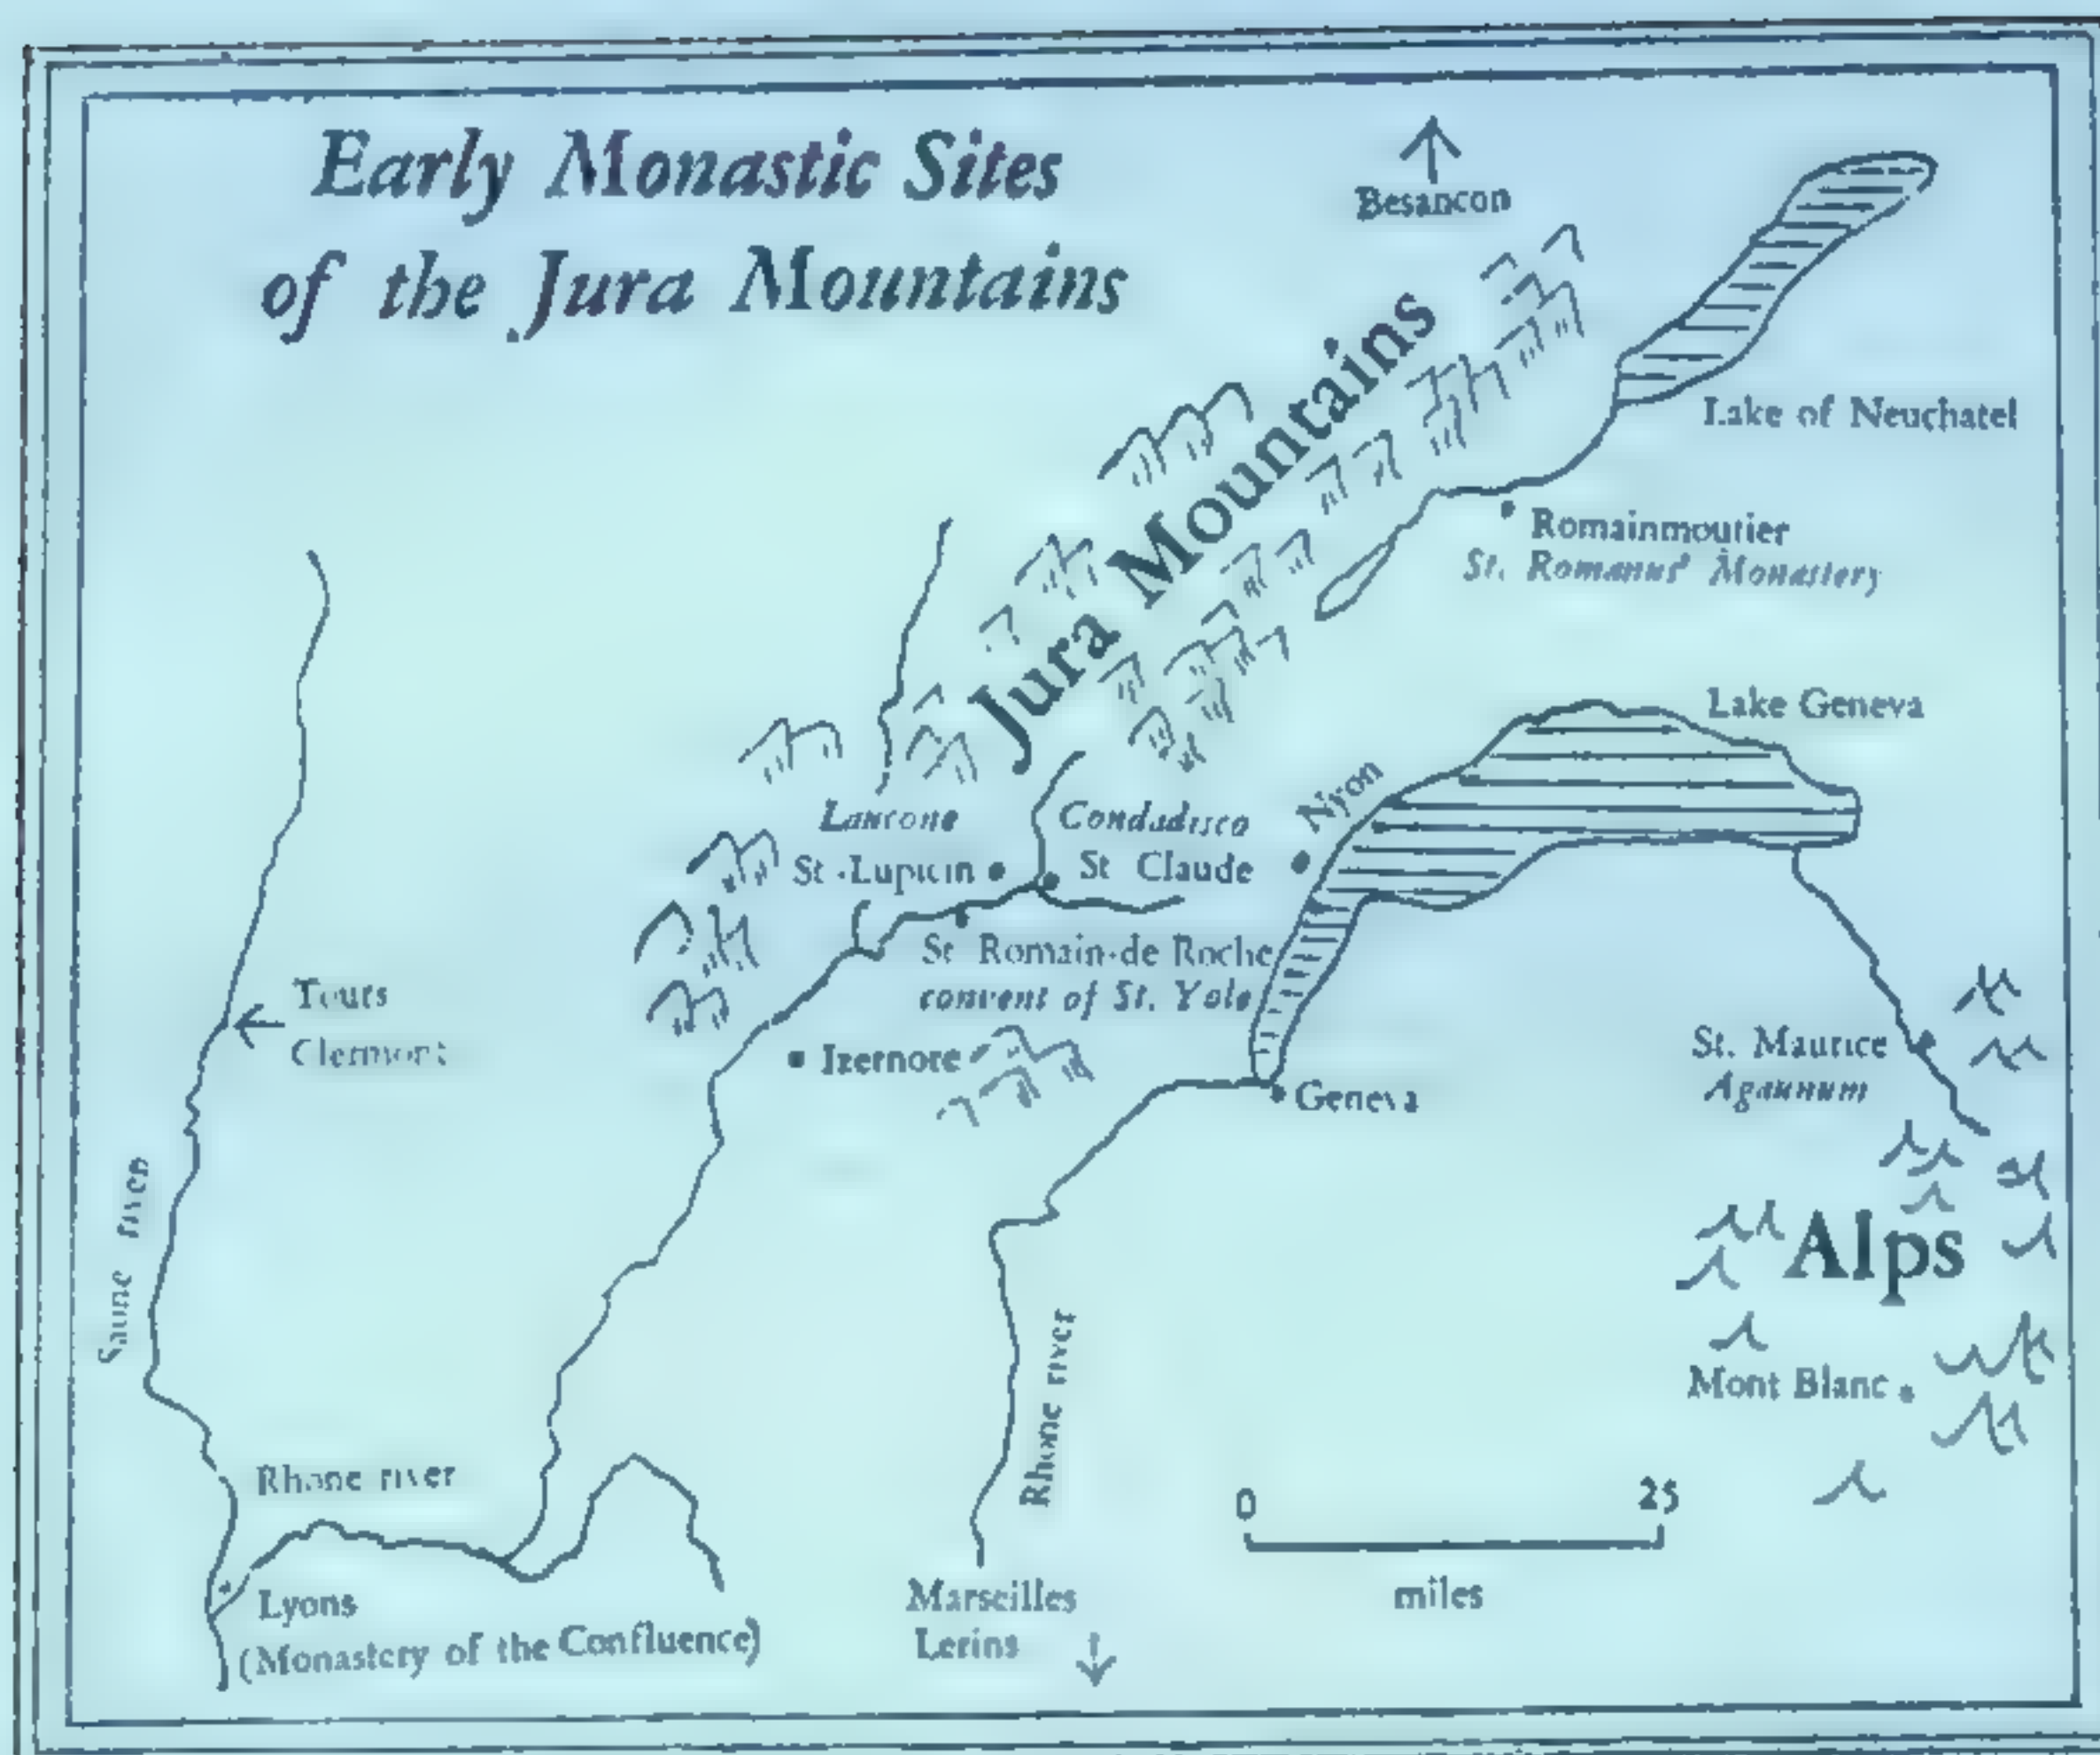 Early Monastic Sites
of the Jura Mountains
Besancon
Jura Mountains
Lake of Neuchatel
Romainmoutier
St. Romanus' Monastery
Lake Geneva
Nyon
Laucone
Condadisco
St.-Lupicin
St. Claude
St. Romain-de Roche
convent of St. Yole
Tours
Clermont
Izernore
Geneva
St. Maurice
Agaunum
Saone river
Alps
Rhone river
Mont Blanc
Rhone river
0 25
miles
Marseilles
Lerins
Lyons
(Monastery of the Confluence)